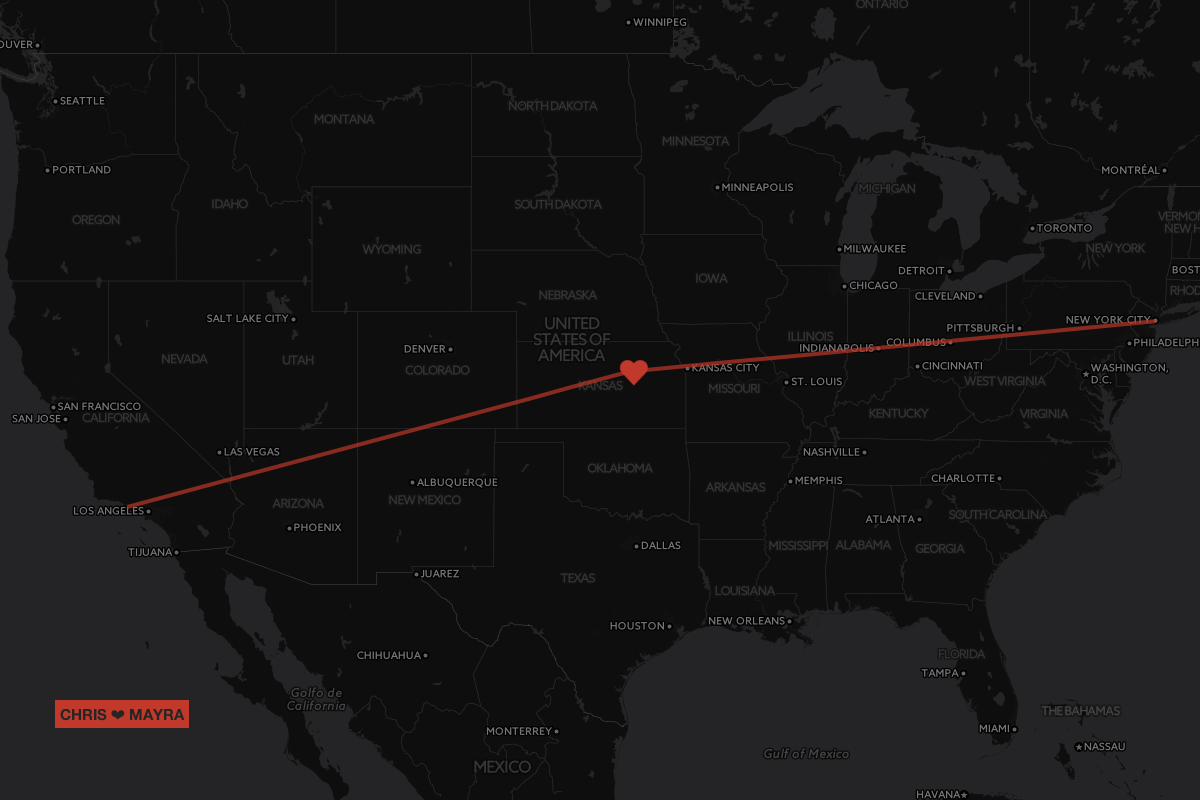 ONTARIO
WINNIPEG
OUVER
SEATTLE
NORTH DAKOTA
MONTANA
MINNESOTA
PORTLAND
MONTRÉAL
MINNEAPOLIS
MICHIGAN
IDAHO
SOUTH DAKOTA
OREGON
VERMON
NEW H
TORONTO
WYOMING
MILWAUKEE
NEW YORK
DETROIT
BOST
IOWA
CHICAGO
RHOD
NEBRASKA
CLEVELAND
SALT LAKE CITY
NEW YORK CITY
UNITED
STATES OF
AMERICA
PITTSBURGH
ILLINOIS
COLUMBUS
PHILADELPH
INDIANAPOLIS
DENVER
NEVADA
UTAH
COLORADO
KANSAS CITY
CINCINNATI
WASHINGTON,
D.C.
KANSAS
MISSOURI
ST. LOUIS
WEST VIRGINIA
SAN FRANCISCO
SAN JOSE
CALIFORNIA
KENTUCKY
VIRGINIA
LAS VEGAS
NASHVILLE
OKLAHOMA
ALBUQUERQUE
MEMPHIS
CHARLOTTE
ARKANSAS
ARIZONA
NEW MEXICO
LOS ANGELES
SOUTH CAROLINA
ATLANTA
PHOENIX
DALLAS
MISSISSIPPI
ALABAMA
GEORGIA
TIJUANA
JUAREZ
TEXAS
LOUISIANA
HOUSTON
NEW ORLEANS
CHIHUAHUA
FLORIDA
TAMPA
Golfo de
California
THE BAHAMAS
CHRIS ❤ MAYRA
MONTERREY
MIAMI
NASSAU
Gulf of Mexico
MEXICO
HAVANA